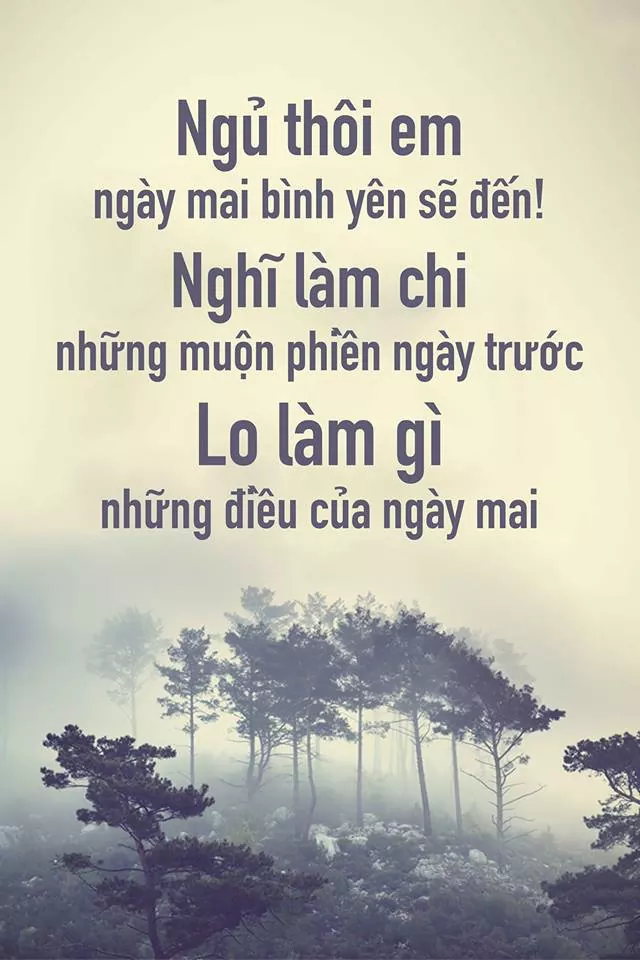 Ngủ thôi em
ngày mai bình yên sẽ đến!
Nghĩ làm chi
những muộn phiền ngày trước
Lo làm gì
những điều của ngày mai